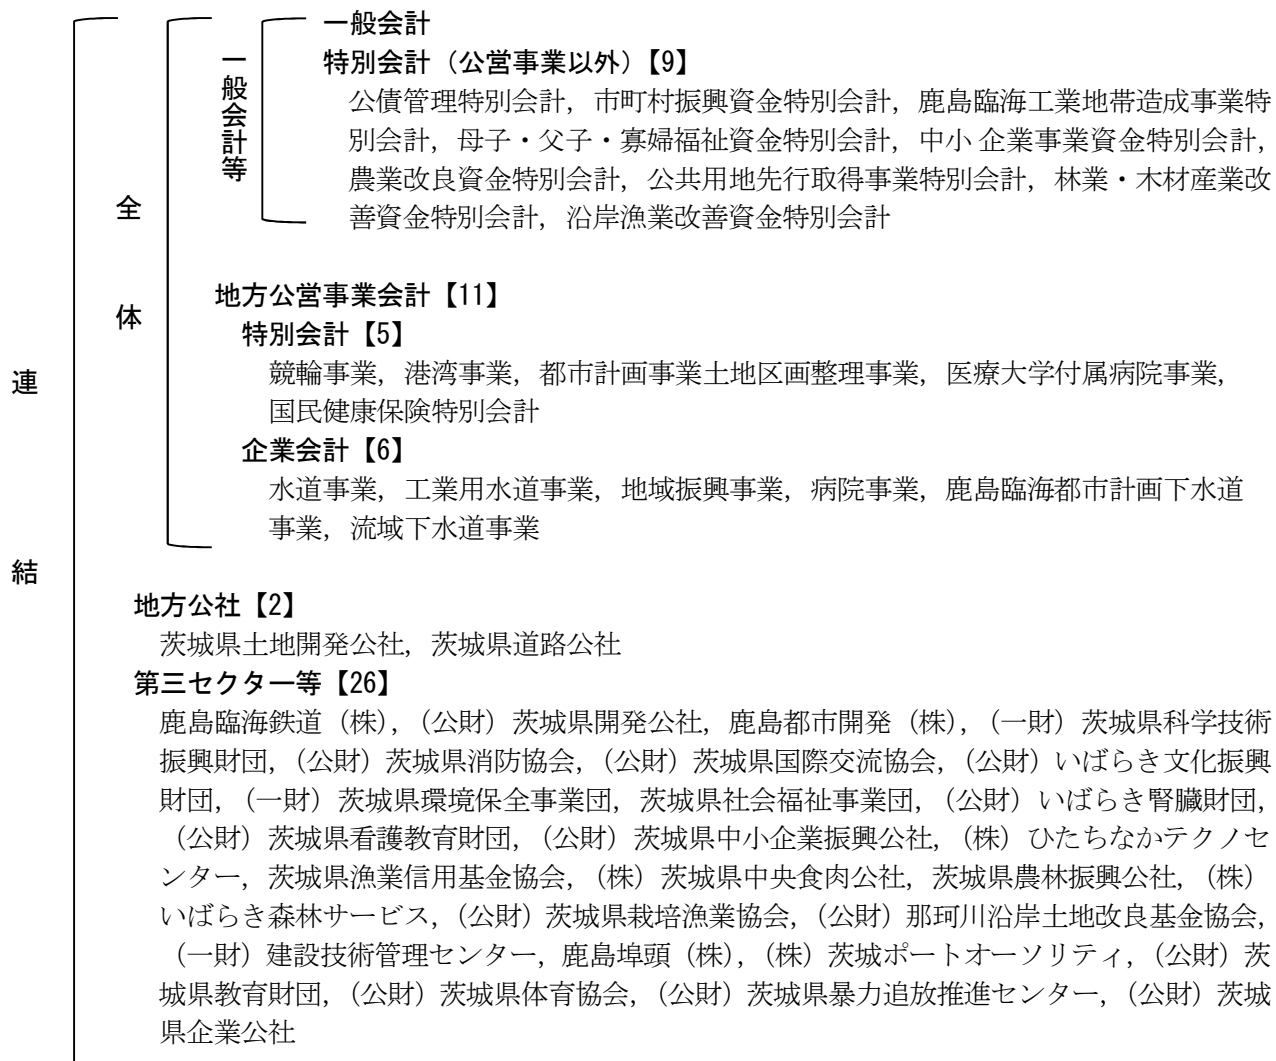 一般会計
特別会計（公営事業以外）【9】
公債管理特別会計，市町村振興資金特別会計，鹿島臨海工業地帯造成事業特
別会計，母子・父子・寡婦福祉資金特別会計，中小 企業事業資金特別会計，
農業改良資金特別会計，公共用地先行取得事業特別会計，林業・木材産業改
善資金特別会計，沿岸漁業改善資金特別会計
一般会計等
全体
地方公営事業会計【11】
特別会計【5】
競輪事業，港湾事業，都市計画事業土地区画整理事業，医療大学付属病院事業，
国民健康保険特別会計
企業会計【6】
水道事業，工業用水道事業，地域振興事業，病院事業，鹿島臨海都市計画下水道
事業，流域下水道事業
連結
地方公社【2】
茨城県土地開発公社，茨城県道路公社
第三セクター等【26】
鹿島臨海鉄道（株），（公財）茨城県開発公社，鹿島都市開発（株），（一財）茨城県科学技術
振興財団，（公財）茨城県消防協会，（公財）茨城県国際交流協会，（公財）いばらき文化振興
財団，（一財）茨城県環境保全事業団，茨城県社会福祉事業団，（公財）いばらき腎臓財団，
（公財）茨城県看護教育財団，（公財）茨城県中小企業振興公社，（株）ひたちなかテクノセ
ンター，茨城県漁業信用基金協会，（株）茨城県中央食肉公社，茨城県農林振興公社，（株）
いばらき森林サービス，（公財）茨城県栽培漁業協会，（公財）那珂川沿岸土地改良基金協会，
（一財）建設技術管理センター，鹿島埠頭（株），（株）茨城ポートオーソリティ，（公財）茨
城県教育財団，（公財）茨城県体育協会，（公財）茨城県暴力追放推進センター，（公財）茨城
県企業公社